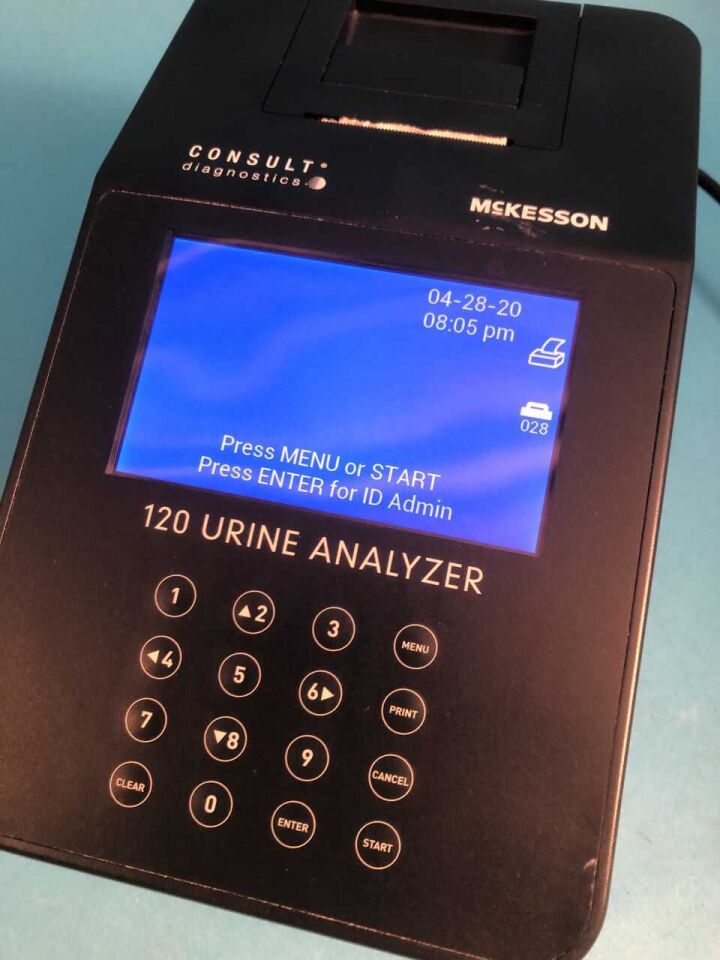 CONSULT
diagnostics
McKESSON
04-28-20
08:05 pm
028
Press MENU or START
Press ENTER for ID Admin
120 URINE ANALYZER
1 ▲2 3 MENU
◄4 5 6► PRINT
7 ▼8 9 CANCEL
CLEAR 0 ENTER START